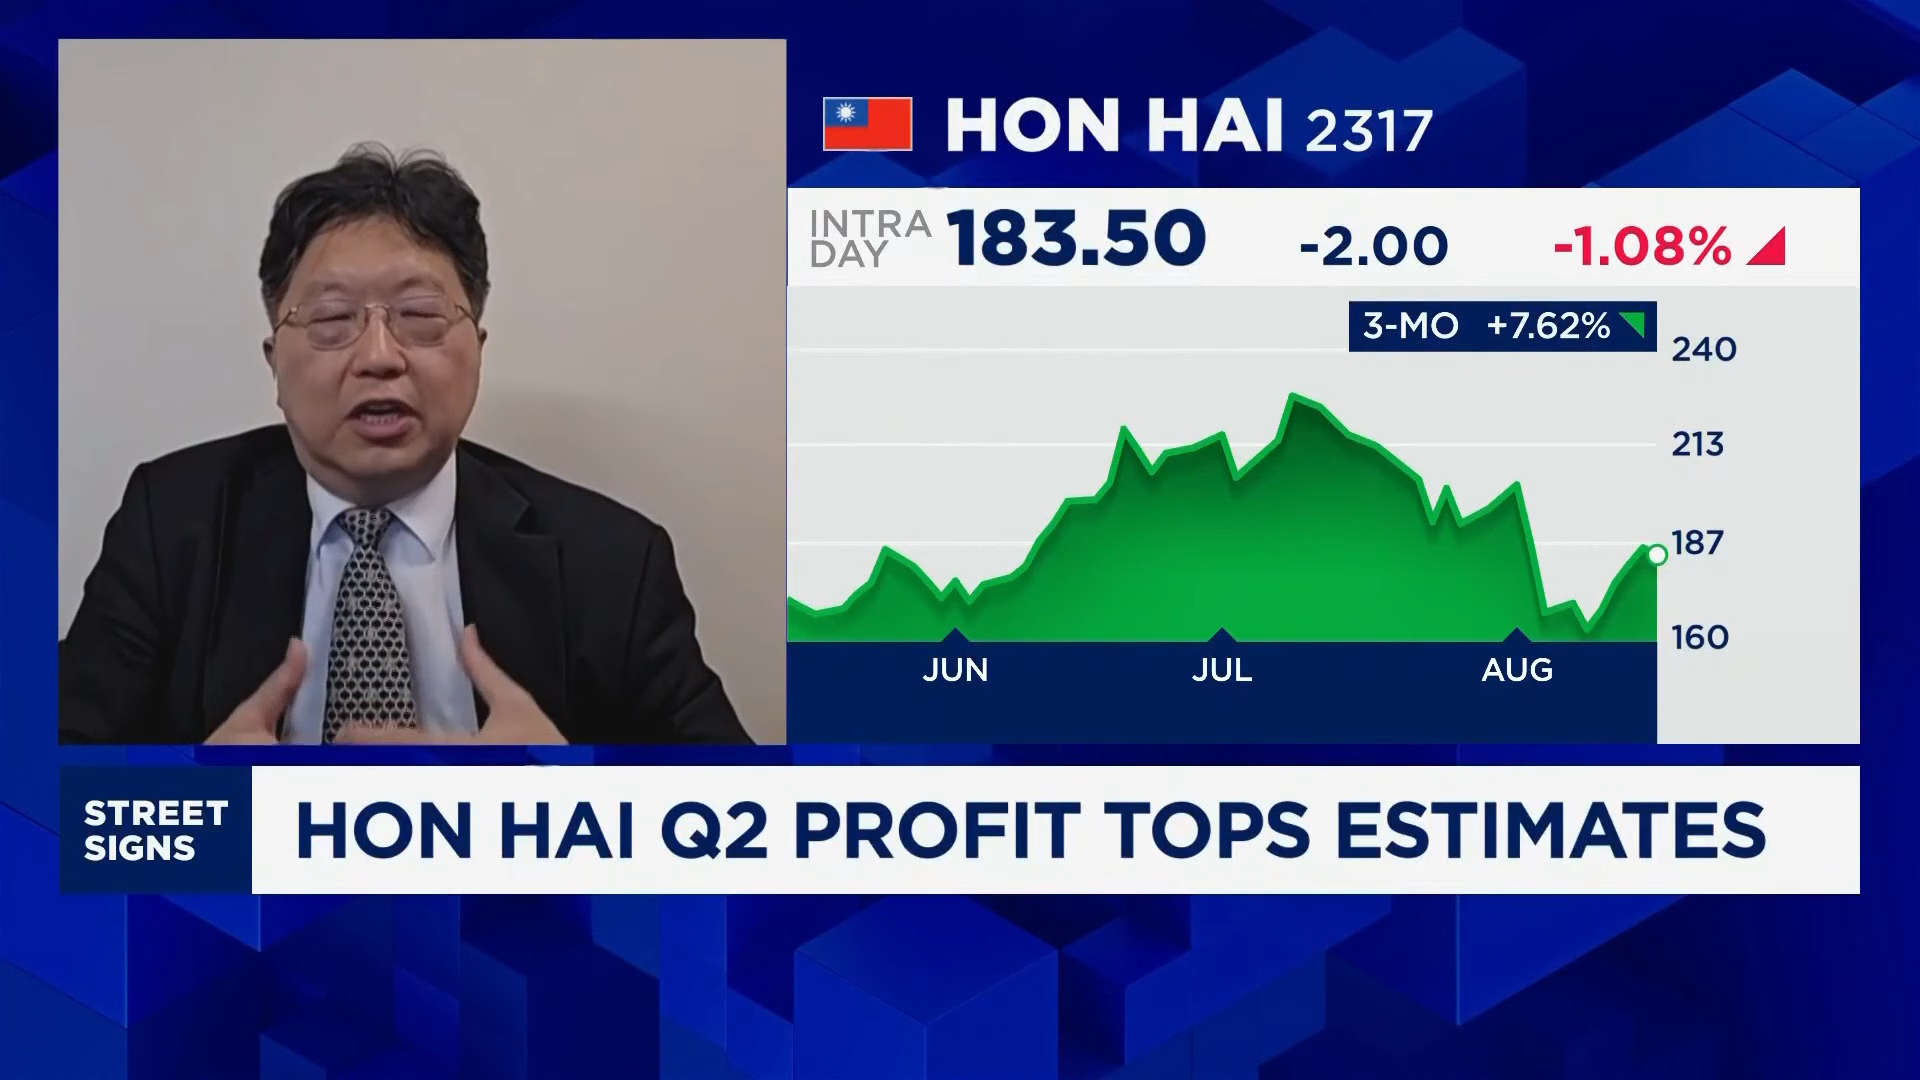 HON HAI 2317
INTRA DAY 183.50 -2.00 -1.08%
3-MO +7.62%
240
213
187
160
JUN JUL AUG
STREET SIGNS
HON HAI Q2 PROFIT TOPS ESTIMATES